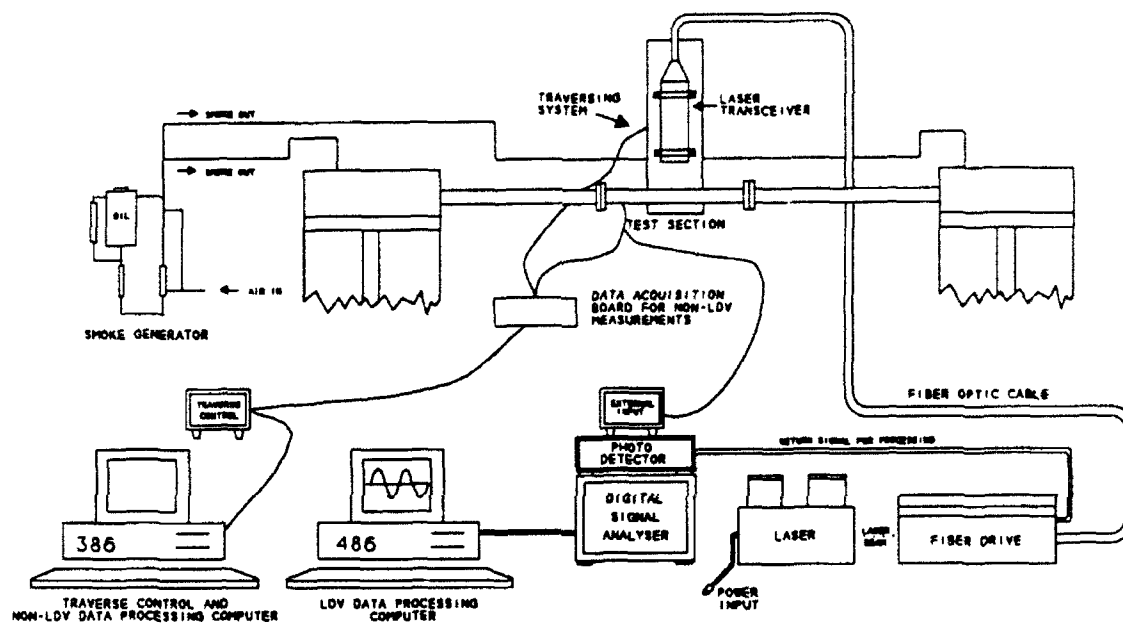 SMOKE OUT
SMOKE OUT
TRAVERSING
SYSTEM
LASER
TRANSCEIVER
OIL
AIR IN
SMOKE GENERATOR
TEST SECTION
DATA ACQUISITION
BOARD FOR NON-LDV
MEASUREMENTS
TRAVERSE
CONTROL
EXTERNAL
INPUT
FIBER OPTIC CABLE
RETURN SIGNAL FOR PROCESSING
PHOTO
DETECTOR
DIGITAL
SIGNAL
ANALYSER
LASER
LASER
BEAM
FIBER DRIVE
POWER
INPUT
386
486
TRAVERSE CONTROL AND
NON-LDV DATA PROCESSING COMPUTER
LDV DATA PROCESSING
COMPUTER